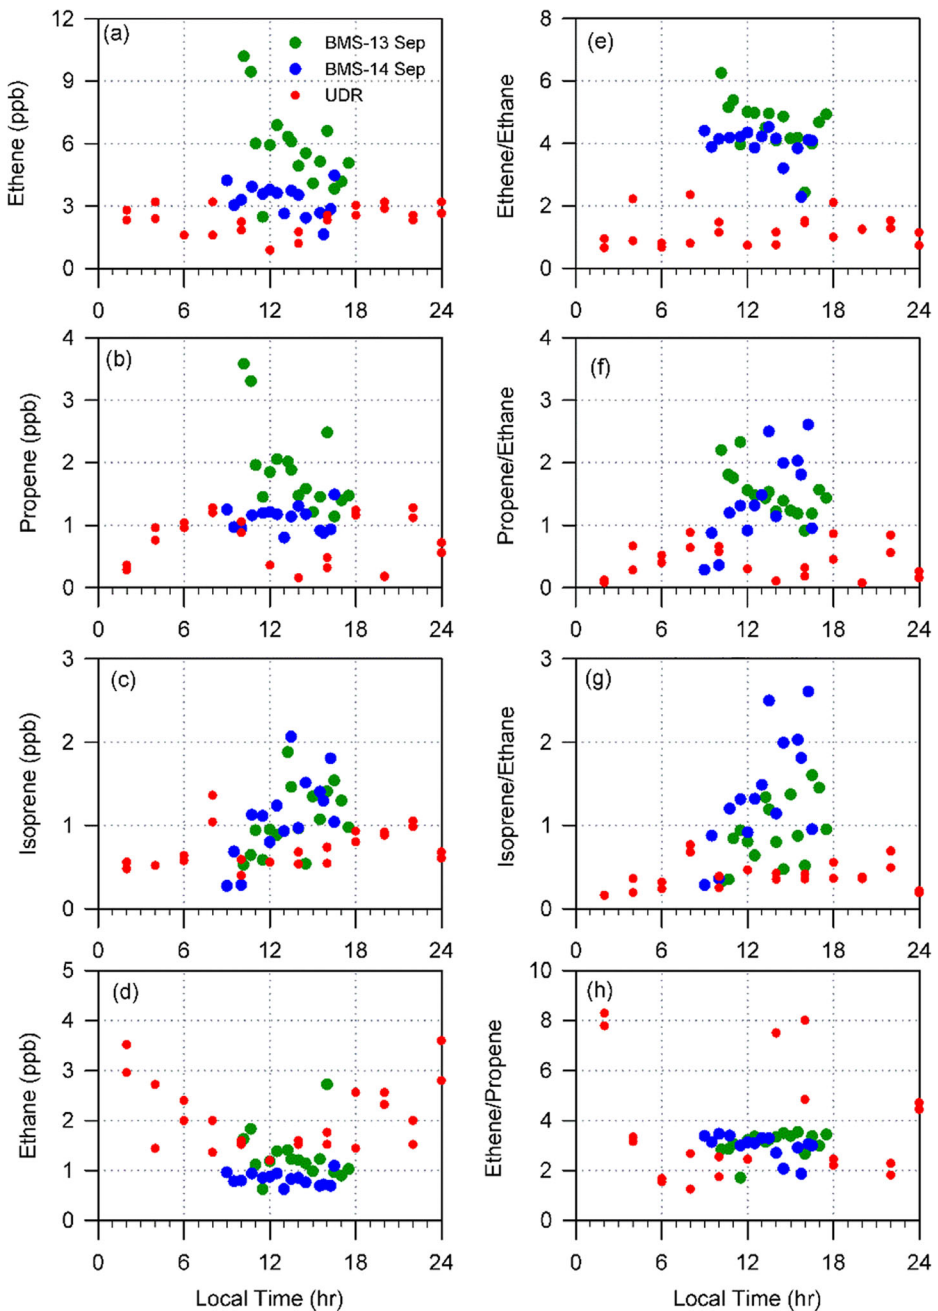 (a)
BMS-13 Sep
BMS-14 Sep
UDR
Ethene (ppb)
12
9
6
3
0
0 6 12 18 24
(e)
Ethene/Ethane
8
6
4
2
0
0 6 12 18 24
(b)
Propene (ppb)
4
3
2
1
0
0 6 12 18 24
(f)
Propene/Ethane
4
3
2
1
0
0 6 12 18 24
(c)
Isoprene (ppb)
3
2
1
0
0 6 12 18 24
(g)
Isoprene/Ethane
3
2
1
0
0 6 12 18 24
(d)
Ethane (ppb)
5
4
3
2
1
0
0 6 12 18 24
Local Time (hr)
(h)
Ethene/Propene
10
8
6
4
2
0
0 6 12 18 24
Local Time (hr)